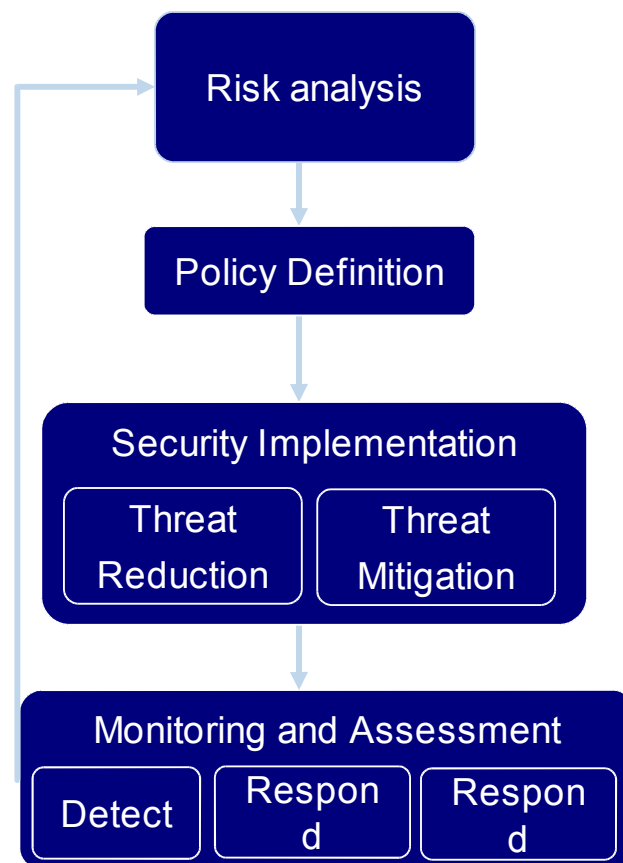 Risk analysis
Policy Definition
Security Implementation
Threat
Reduction
Threat
Mitigation
Monitoring and Assessment
Detect
Respon
d
Respon
d